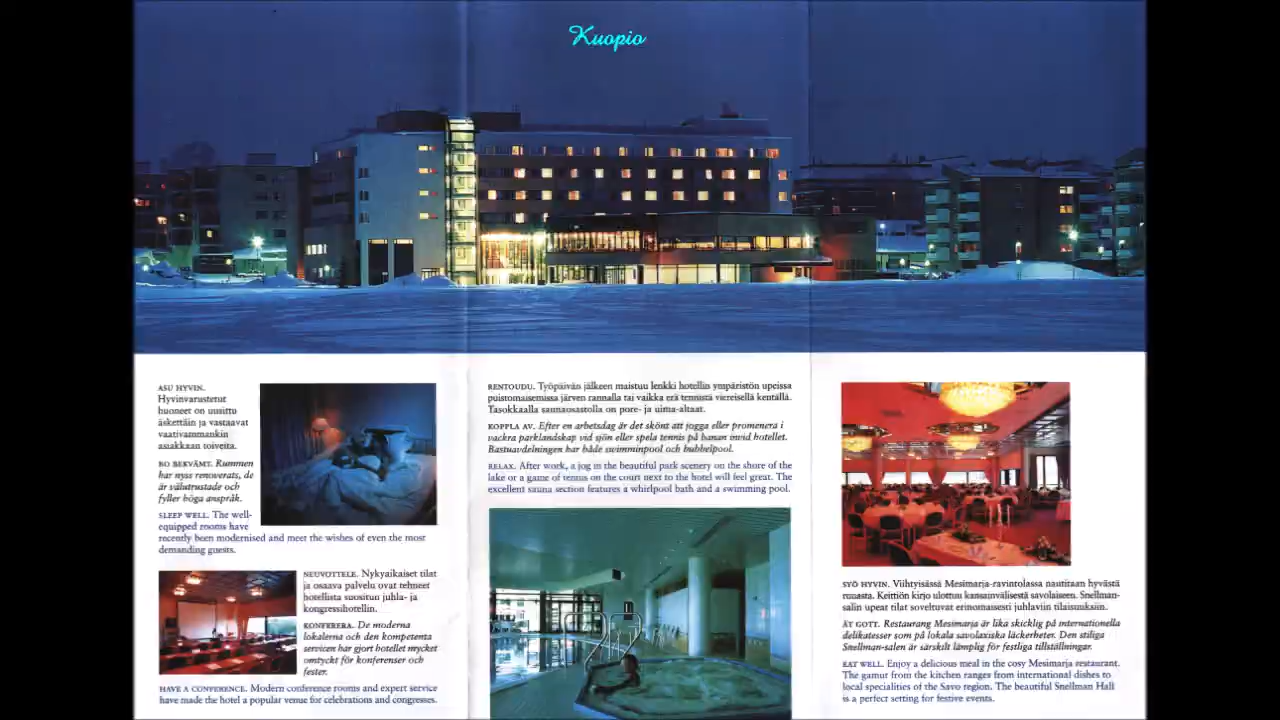 Kuopio
ASU HYVIN.
Hyvinvarustetut
huoneet on uusittu
äskettäin ja vastaavat
vaativammankin
asiakkaan toiveita.
BO BEKVÄMT. Rummen
har nyss renoverats, de
är välutrustade och
fyller höga anspråk.
SLEEP WELL. The well-
equipped rooms have
recently been modernised and meet the wishes of even the most
demanding guests.
NEUVOTTELE. Nykyaikaiset tilat
ja osaava palvelu ovat tehneet
hotellista suositun juhla- ja
kongressihotellin.
KONFERERA. De moderna
lokalerna och den kompetenta
servicen har gjort hotellet mycket
omtyckt för konferenser och
fester.
HAVE A CONFERENCE. Modern conference rooms and expert service
have made the hotel a popular venue for celebrations and congresses.
RENTOUDU. Työpäivän jälkeen maistuu lenkki hotellin ympäristön upeissa
puistomaisemissa järven rannalla tai vaikka erä tennistä viereisellä kentällä.
Tasokkaalla saunaosastolla on pore- ja uima-altaat.
KOPPLA AV. Efter en arbetsdag är det skönt att jogga eller promenera i
vackra parklandskap vid sjön eller spela tennis på banan invid hotellet.
Bastuavdelningen har både swimmingpool och bubbelpool.
RELAX. After work, a jog in the beautiful park scenery on the shore of the
lake or a game of tennis on the court next to the hotel will feel great. The
excellent sauna section features a whirlpool bath and a swimming pool.
SYÖ HYVIN. Viihtyisässä Mesimarja-ravintolassa nautitaan hyvästä
ruuasta. Keittiön kirjo ulottuu kansainvälisestä savolaiseen. Snellman-
salin upeat tilat soveltuvat erinomaisesti juhlaviin tilaisuuksiin.
ÄT GOTT. Restaurang Mesimarja är lika skicklig på internationella
delikatesser som på lokala savolaxiska läckerheter. Den stiliga
Snellman-salen är särskilt lämplig för festliga tillställningar.
EAT WELL. Enjoy a delicious meal in the cosy Mesimarja restaurant.
The gamut from the kitchen ranges from international dishes to
local specialities of the Savo region. The beautiful Snellman Hall
is a perfect setting for festive events.